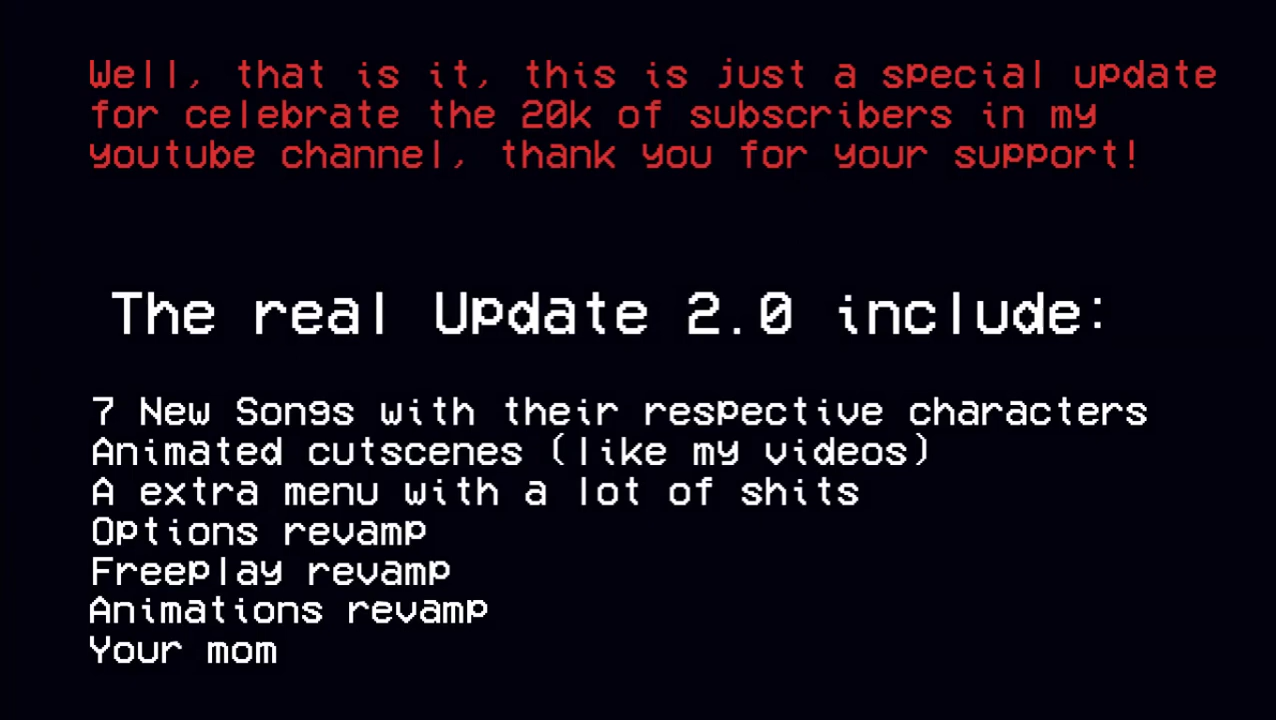 Well, that is it, this is just a special update
for celebrate the 20k of subscribers in my
youtube channel, thank you for your support!
The real Update 2.0 include:
7 New Songs with their respective characters
Animated cutscenes (like my videos)
A extra menu with a lot of shits
Options revamp
Freeplay revamp
Animations revamp
Your mom